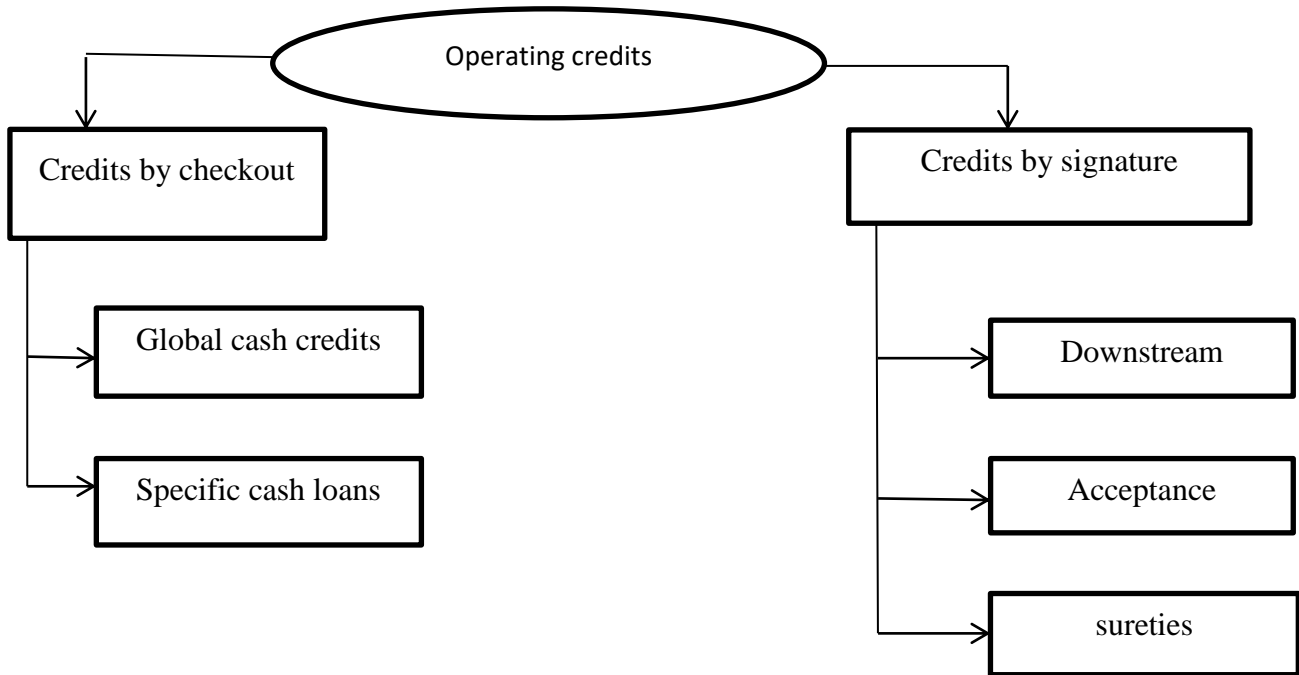 Operating credits
Credits by checkout
Credits by signature
Global cash credits
Specific cash loans
Downstream
Acceptance
sureties